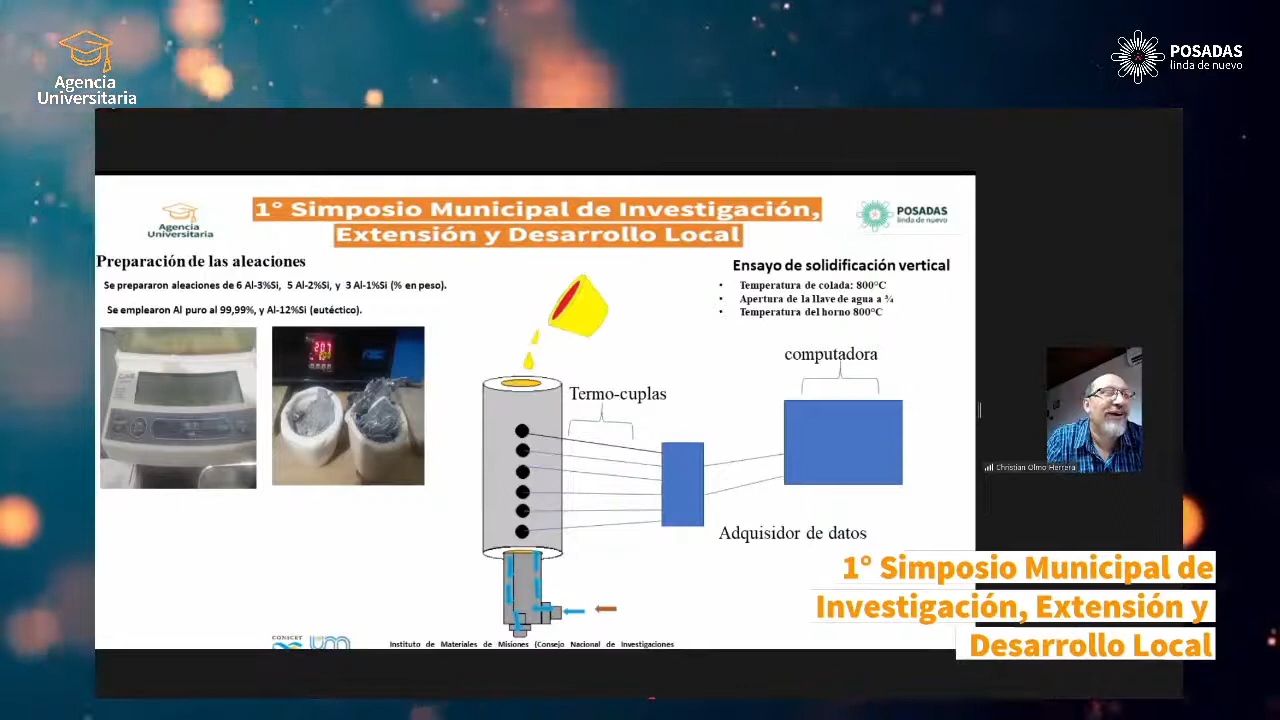 Agencia
Universitaria
POSADAS
linda de nuevo
1° Simposio Municipal de Investigación,
Extensión y Desarrollo Local
Agencia
Universitaria
POSADAS
linda de nuevo
Preparación de las aleaciones
Se prepararon aleaciones de 6 Al-3%Si, 5 Al-2%Si, y 3 Al-1%Si (% en peso).
Se emplearon Al puro al 99,99%, y Al-12%Si (eutéctico).
Ensayo de solidificación vertical
• Temperatura de colada: 800°C
• Apertura de la llave de agua a ¾
• Temperatura del horno 800°C
207
computadora
Termo-cuplas
Adquisidor de datos
Christian Olmo Herrera
CONICET
Instituto de Materiales de Misiones (Consejo Nacional de Investigaciones
1° Simposio Municipal de
Investigación, Extensión y
Desarrollo Local